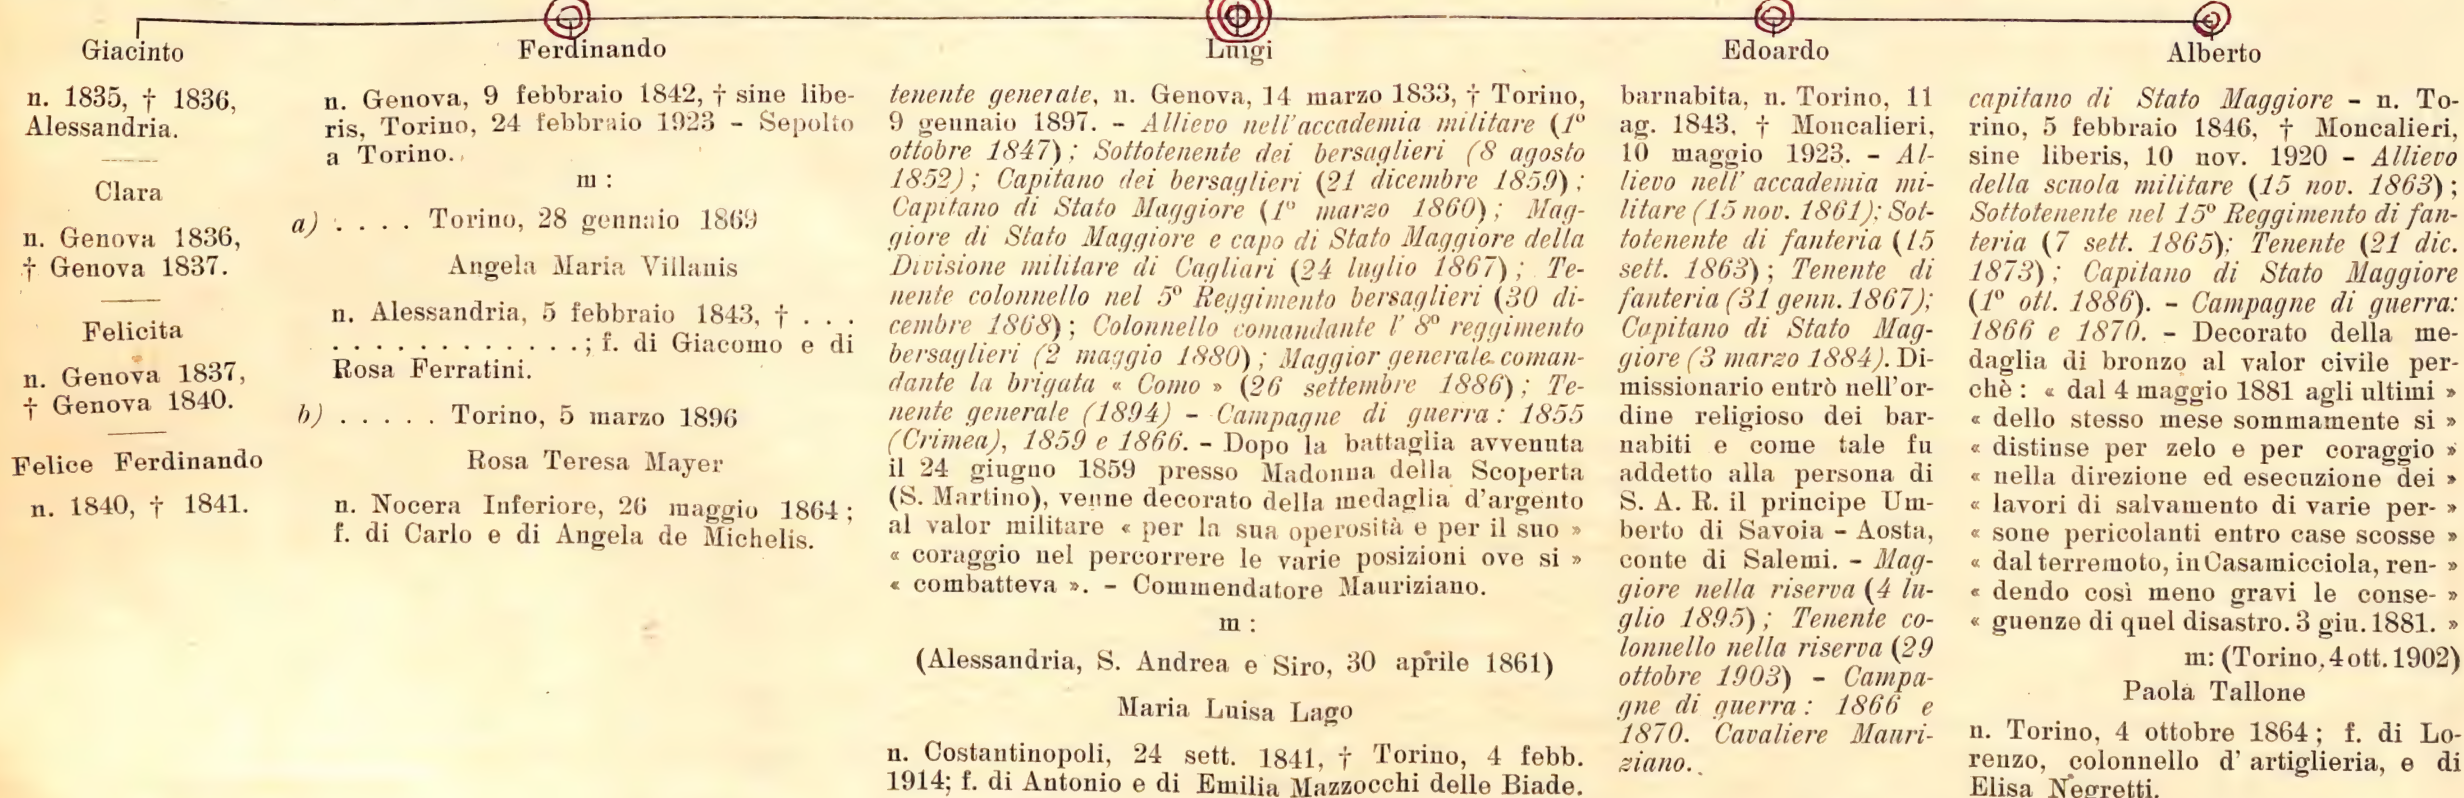 Giacinto
n. 1835, † 1836,
Alessandria.
Clara
n. Genova 1836,
† Genova 1837.
Felicita
n. Genova 1837,
† Genova 1840.
Felice Ferdinando
n. 1840, † 1841.
Ferdinando
n. Genova, 9 febbraio 1842, † sine libe-
ris, Torino, 24 febbraio 1923 - Sepolto
a Torino.
m :
a) . . . . Torino, 28 gennaio 1869
Angela Maria Villanis
n. Alessandria, 5 febbraio 1843, † . . .
. . . . . . . . . . . . ; f. di Giacomo e di
Rosa Ferratini.
b) . . . . . Torino, 5 marzo 1896
Rosa Teresa Mayer
n. Nocera Inferiore, 26 maggio 1864 ;
f. di Carlo e di Angela de Michelis.
Luigi
tenente generale, n. Genova, 14 marzo 1833, † Torino,
9 gennaio 1897. - Allievo nell'accademia militare (1º
ottobre 1847) ; Sottotenente dei bersaglieri (8 agosto
1852) ; Capitano dei bersaglieri (21 dicembre 1859) ;
Capitano di Stato Maggiore (1º marzo 1860) ; Mag-
giore di Stato Maggiore e capo di Stato Maggiore della
Divisione militare di Cagliari (24 luglio 1867) ; Te-
nente colonnello nel 5º Reggimento bersaglieri (30 di-
cembre 1868) ; Colonnello comandante l' 8º reggimento
bersaglieri (2 maggio 1880) ; Maggior generale coman-
dante la brigata « Como » (26 settembre 1886) ; Te-
nente generale (1894) - Campagne di guerra : 1855
(Crimea), 1859 e 1866. - Dopo la battaglia avvenuta
il 24 giugno 1859 presso Madonna della Scoperta
(S. Martino), venne decorato della medaglia d'argento
al valor militare « per la sua operosità e per il suo »
« coraggio nel percorrere le varie posizioni ove si »
« combatteva ». - Commendatore Mauriziano.
m :
(Alessandria, S. Andrea e Siro, 30 aprile 1861)
Maria Luisa Lago
n. Costantinopoli, 24 sett. 1841, † Torino, 4 febb.
1914; f. di Antonio e di Emilia Mazzocchi delle Biade.
Edoardo
barnabita, n. Torino, 11
ag. 1843, † Moncalieri,
10 maggio 1923. - Al-
lievo nell' accademia mi-
litare (15 nov. 1861); Sot-
totenente di fanteria (15
sett. 1863) ; Tenente di
fanteria (31 genn. 1867);
Capitano di Stato Mag-
giore (3 marzo 1884). Di-
missionario entrò nell'or-
dine religioso dei bar-
nabiti e come tale fu
addetto alla persona di
S. A. R. il principe Um-
berto di Savoia - Aosta,
conte di Salemi. - Mag-
giore nella riserva (4 lu-
glio 1895) ; Tenente co-
lonnello nella riserva (29
ottobre 1903) - Campa-
gne di guerra : 1866 e
1870. Cavaliere Mauri-
ziano.
Alberto
capitano di Stato Maggiore - n. To-
rino, 5 febbraio 1846, † Moncalieri,
sine liberis, 10 nov. 1920 - Allievo
della scuola militare (15 nov. 1863) ;
Sottotenente nel 15º Reggimento di fan-
teria (7 sett. 1865); Tenente (21 dic.
1873) ; Capitano di Stato Maggiore
(1º ott. 1886). - Campagne di guerra:
1866 e 1870. - Decorato della me-
daglia di bronzo al valor civile per-
chè : « dal 4 maggio 1881 agli ultimi »
« dello stesso mese sommamente si »
« distinse per zelo e per coraggio »
« nella direzione ed esecuzione dei »
« lavori di salvamento di varie per- »
« sone pericolanti entro case scosse »
« dal terremoto, in Casamicciola, ren- »
« dendo così meno gravi le conse- »
« guenze di quel disastro. 3 giu. 1881. »
m: (Torino, 4 ott. 1902)
Paola Tallone
n. Torino, 4 ottobre 1864 ; f. di Lo-
renzo, colonnello d' artiglieria, e di
Elisa Negretti.